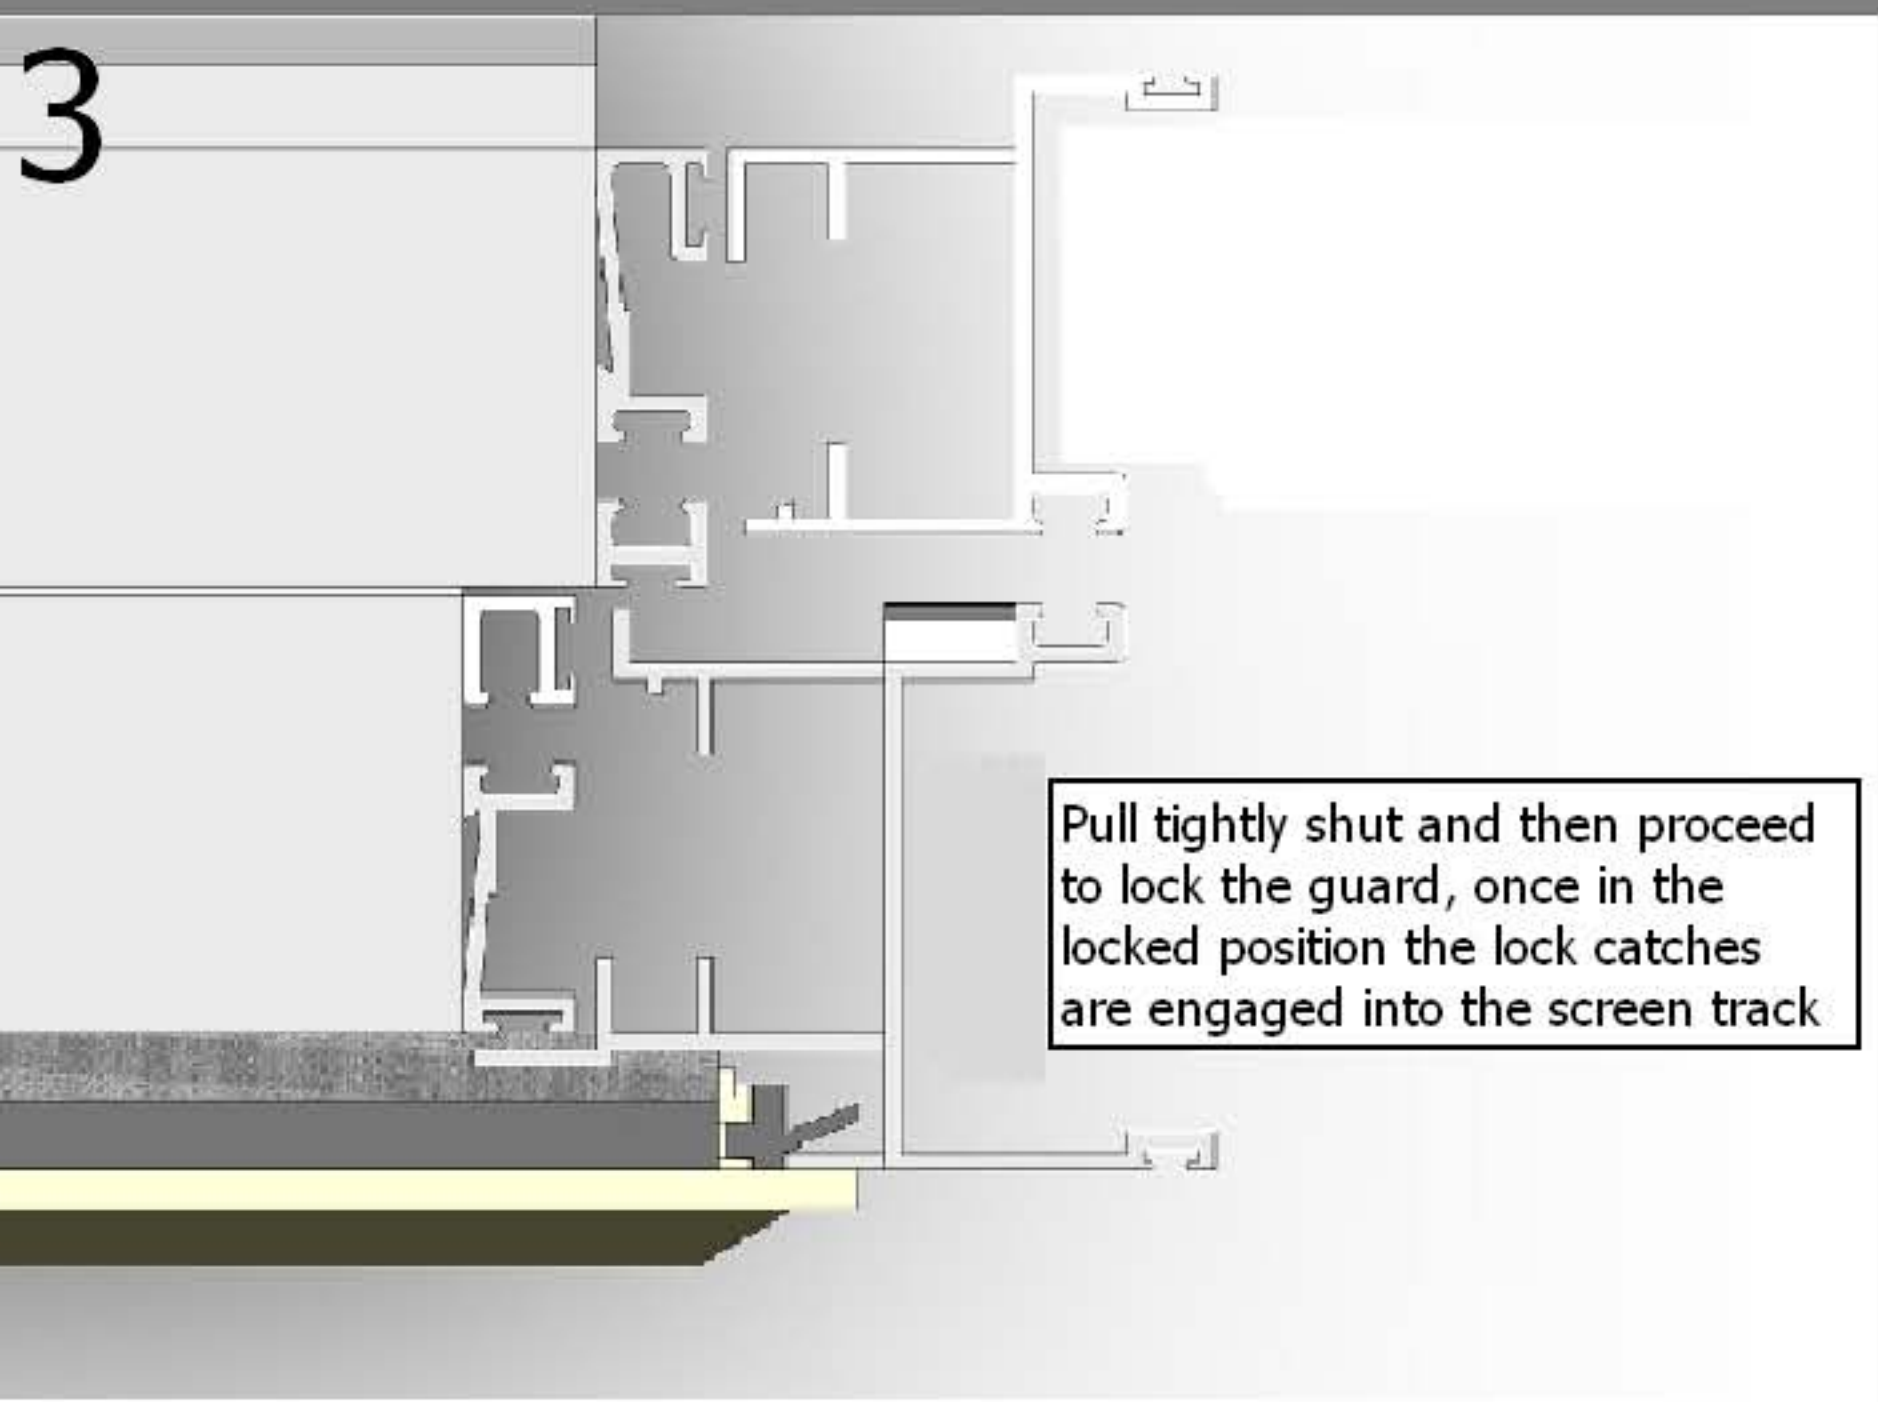 3
Pull tightly shut and then proceed
to lock the guard, once in the
locked position the lock catches
are engaged into the screen track